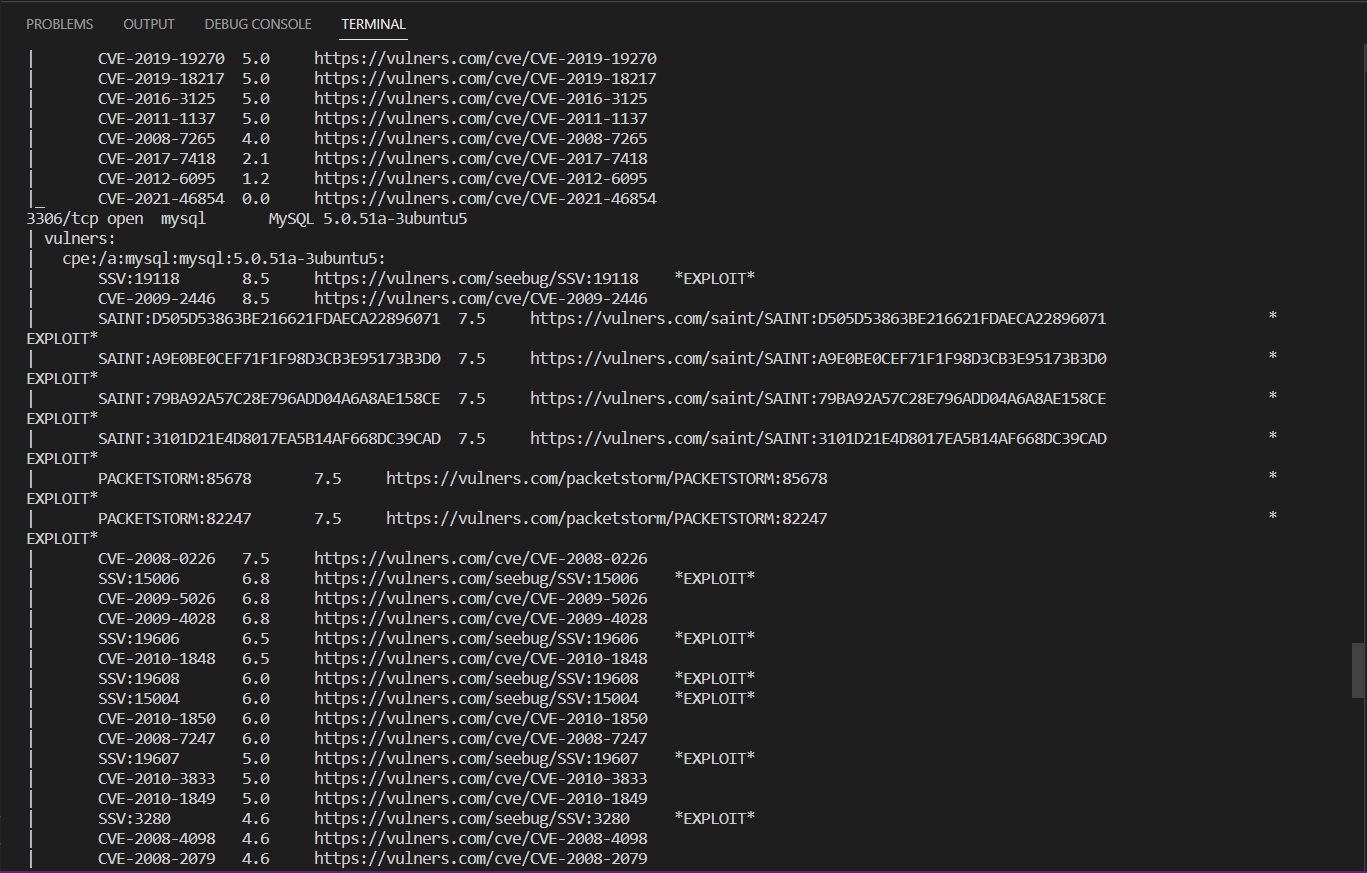 PROBLEMS OUTPUT DEBUG CONSOLE TERMINAL
| CVE-2019-19270 5.0 https://vulners.com/cve/CVE-2019-19270
| CVE-2019-18217 5.0 https://vulners.com/cve/CVE-2019-18217
| CVE-2016-3125 5.0 https://vulners.com/cve/CVE-2016-3125
| CVE-2011-1137 5.0 https://vulners.com/cve/CVE-2011-1137
| CVE-2008-7265 4.0 https://vulners.com/cve/CVE-2008-7265
| CVE-2017-7418 2.1 https://vulners.com/cve/CVE-2017-7418
| CVE-2012-6095 1.2 https://vulners.com/cve/CVE-2012-6095
|_ CVE-2021-46854 0.0 https://vulners.com/cve/CVE-2021-46854
3306/tcp open mysql MySQL 5.0.51a-3ubuntu5
| vulners:
| cpe:/a:mysql:mysql:5.0.51a-3ubuntu5:
| SSV:19118 8.5 https://vulners.com/seebug/SSV:19118 *EXPLOIT*
| CVE-2009-2446 8.5 https://vulners.com/cve/CVE-2009-2446
| SAINT:D505D53863BE216621FDAECA22896071 7.5 https://vulners.com/saint/SAINT:D505D53863BE216621FDAECA22896071 *
EXPLOIT*
| SAINT:A9E0BE0CEF71F1F98D3CB3E95173B3D0 7.5 https://vulners.com/saint/SAINT:A9E0BE0CEF71F1F98D3CB3E95173B3D0 *
EXPLOIT*
| SAINT:79BA92A57C28E796ADD04A6A8AE158CE 7.5 https://vulners.com/saint/SAINT:79BA92A57C28E796ADD04A6A8AE158CE *
EXPLOIT*
| SAINT:3101D21E4D8017EA5B14AF668DC39CAD 7.5 https://vulners.com/saint/SAINT:3101D21E4D8017EA5B14AF668DC39CAD *
EXPLOIT*
| PACKETSTORM:85678 7.5 https://vulners.com/packetstorm/PACKETSTORM:85678 *
EXPLOIT*
| PACKETSTORM:82247 7.5 https://vulners.com/packetstorm/PACKETSTORM:82247 *
EXPLOIT*
| CVE-2008-0226 7.5 https://vulners.com/cve/CVE-2008-0226
| SSV:15006 6.8 https://vulners.com/seebug/SSV:15006 *EXPLOIT*
| CVE-2009-5026 6.8 https://vulners.com/cve/CVE-2009-5026
| CVE-2009-4028 6.8 https://vulners.com/cve/CVE-2009-4028
| SSV:19606 6.5 https://vulners.com/seebug/SSV:19606 *EXPLOIT*
| CVE-2010-1848 6.5 https://vulners.com/cve/CVE-2010-1848
| SSV:19608 6.0 https://vulners.com/seebug/SSV:19608 *EXPLOIT*
| SSV:15004 6.0 https://vulners.com/seebug/SSV:15004 *EXPLOIT*
| CVE-2010-1850 6.0 https://vulners.com/cve/CVE-2010-1850
| CVE-2008-7247 6.0 https://vulners.com/cve/CVE-2008-7247
| SSV:19607 5.0 https://vulners.com/seebug/SSV:19607 *EXPLOIT*
| CVE-2010-3833 5.0 https://vulners.com/cve/CVE-2010-3833
| CVE-2010-1849 5.0 https://vulners.com/cve/CVE-2010-1849
| SSV:3280 4.6 https://vulners.com/seebug/SSV:3280 *EXPLOIT*
| CVE-2008-4098 4.6 https://vulners.com/cve/CVE-2008-4098
| CVE-2008-2079 4.6 https://vulners.com/cve/CVE-2008-2079